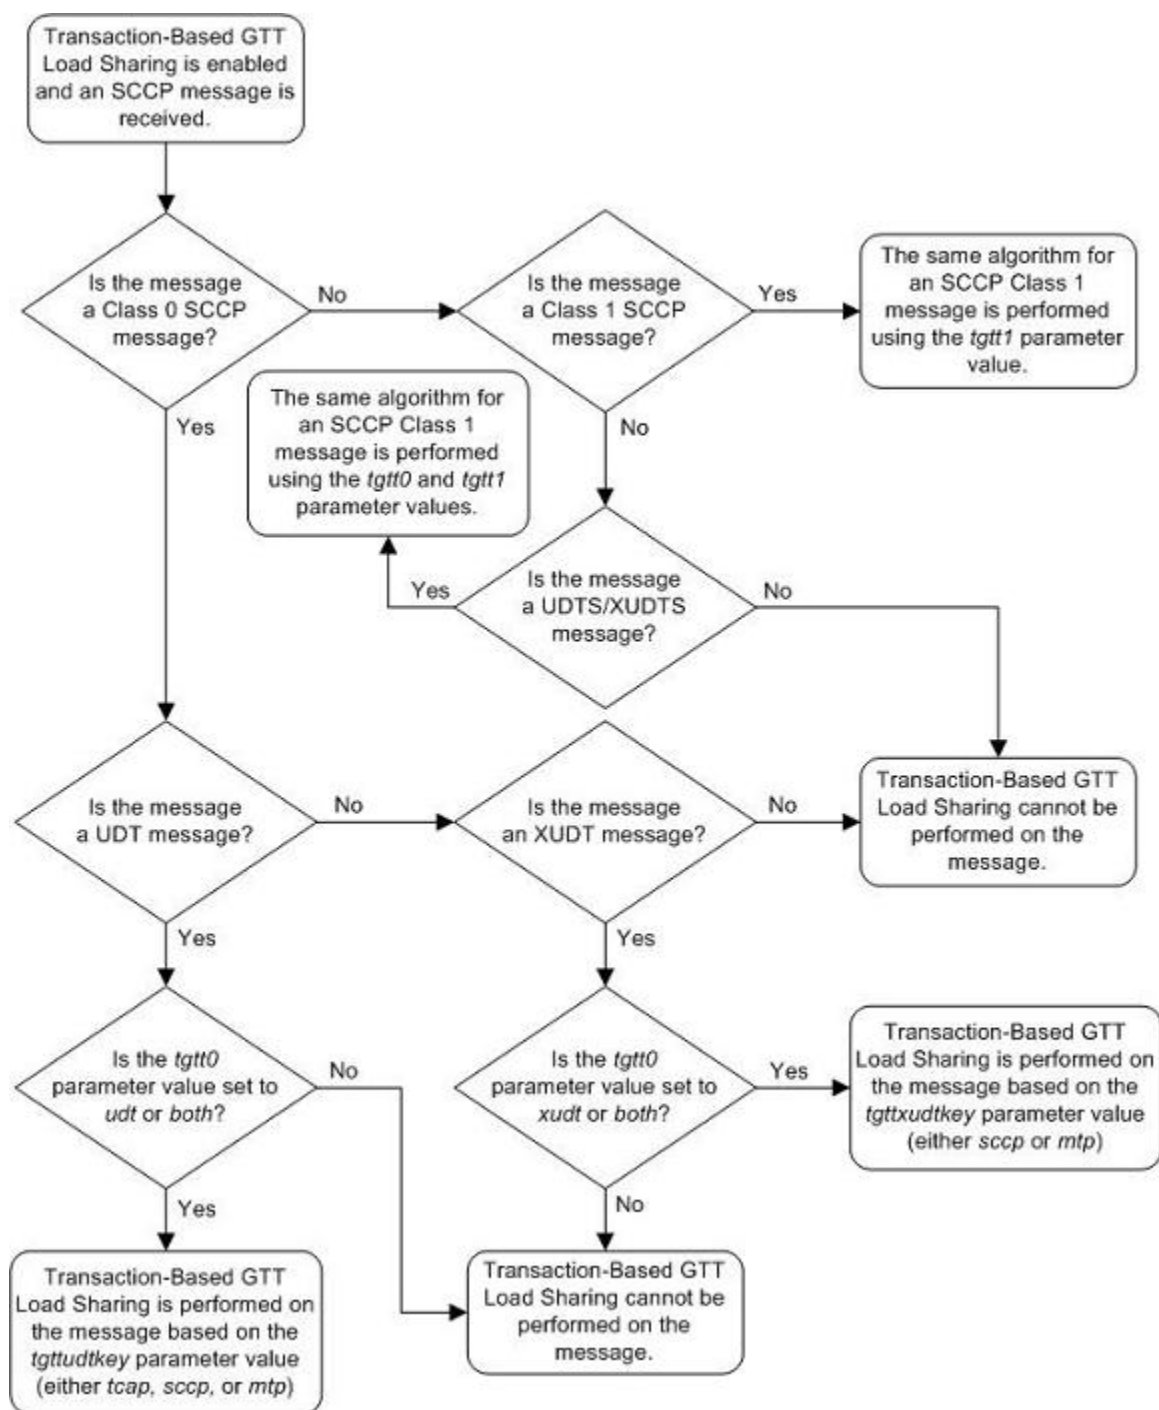 Transaction-Based GTT
Load Sharing is enabled
and an SCCP message is
received.
Is the message
a Class 0 SCCP
message?
No
Yes
Is the message
a Class 1 SCCP
message?
Yes
No
The same algorithm for
an SCCP Class 1
message is performed
using the tgtt1 parameter
value.
The same algorithm for
an SCCP Class 1
message is performed
using the tgtt0 and tgtt1
parameter values.
Is the message
a UDTS/XUDTS
message?
Yes
No
Is the message
a UDT message?
No
Yes
Is the message
an XUDT message?
No
Yes
Transaction-Based GTT
Load Sharing cannot be
performed on the
message.
Is the tgtt0
parameter value set to
udt or both?
No
Yes
Is the tgtt0
parameter value set to
xudt or both?
Yes
No
Transaction-Based GTT
Load Sharing is performed on
the message based on the
tgttxudtkey parameter value
(either sccp or mtp)
Transaction-Based GTT
Load Sharing is performed on
the message based on the
tgttudtkey parameter value
(either tcap, sccp, or mtp)
Transaction-Based GTT
Load Sharing cannot be
performed on the
message.